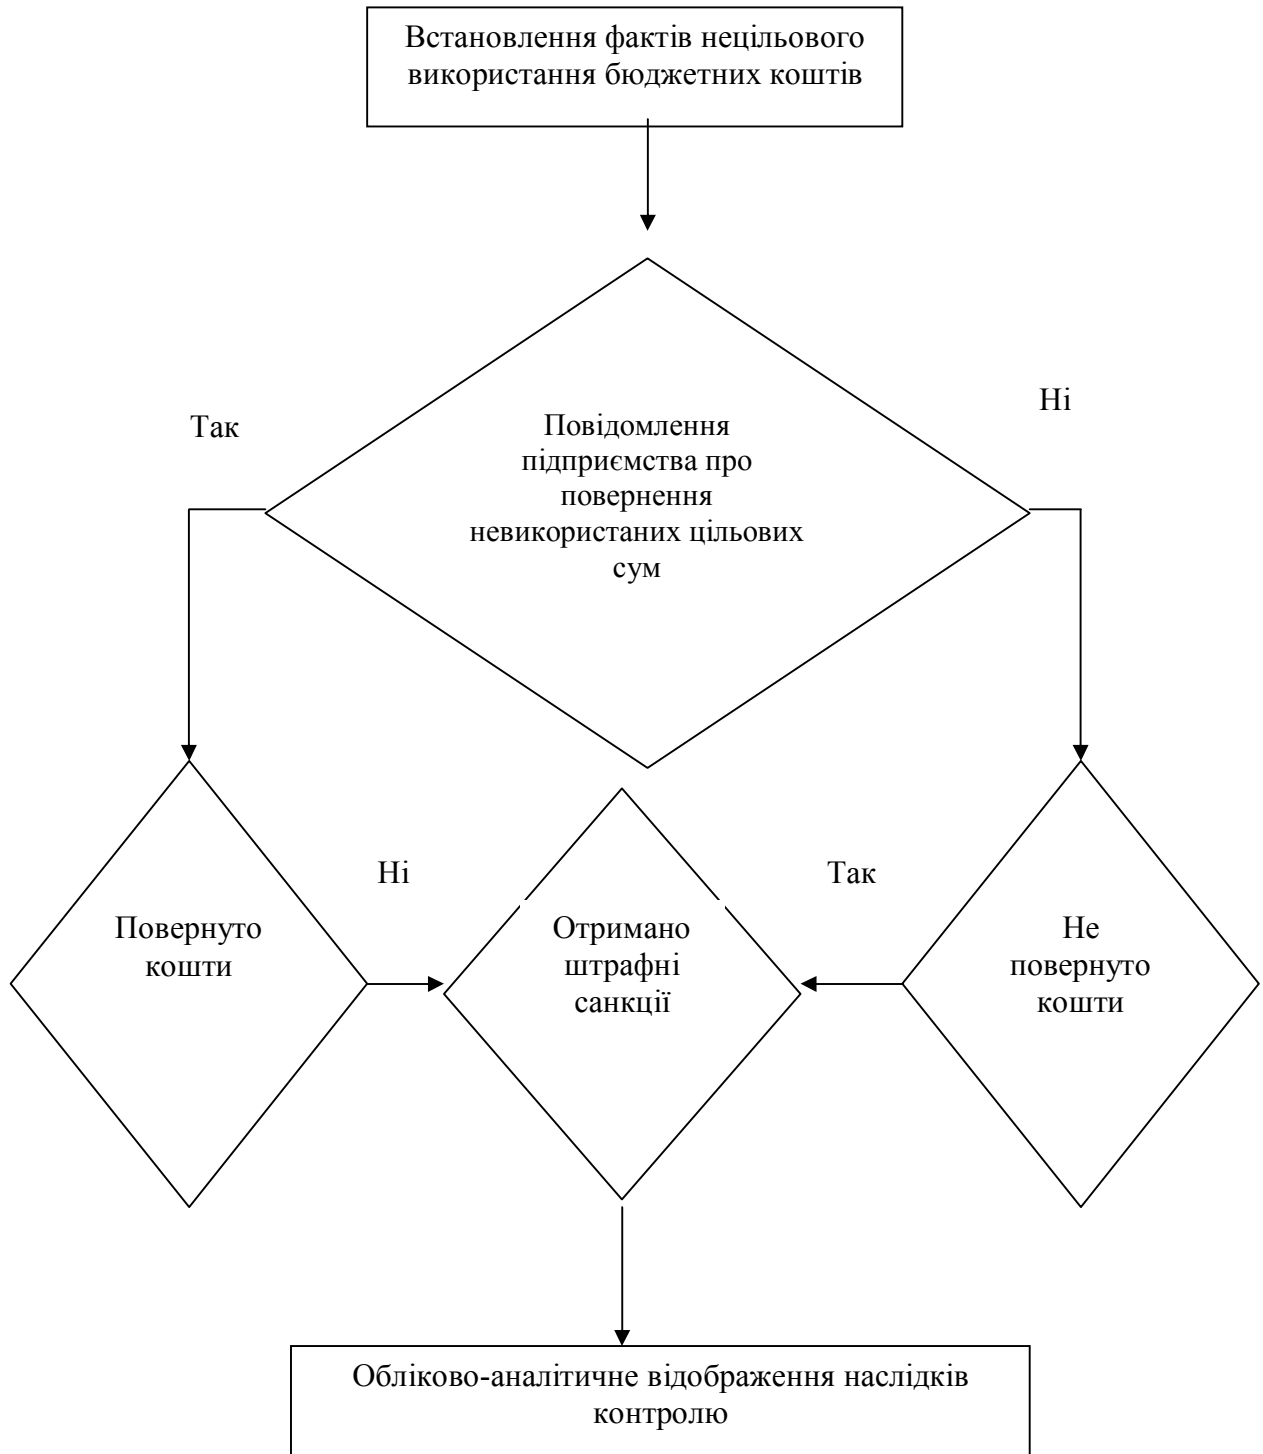 Встановлення фактів нецільового
використання бюджетних коштів
Так
Ні
Повідомлення
підприємства про
повернення
невикористаних цільових
сум
Ні
Так
Повернуто
кошти
Отримано
штрафні
санкції
Не
повернуто
кошти
Обліково-аналітичне відображення наслідків
контролю